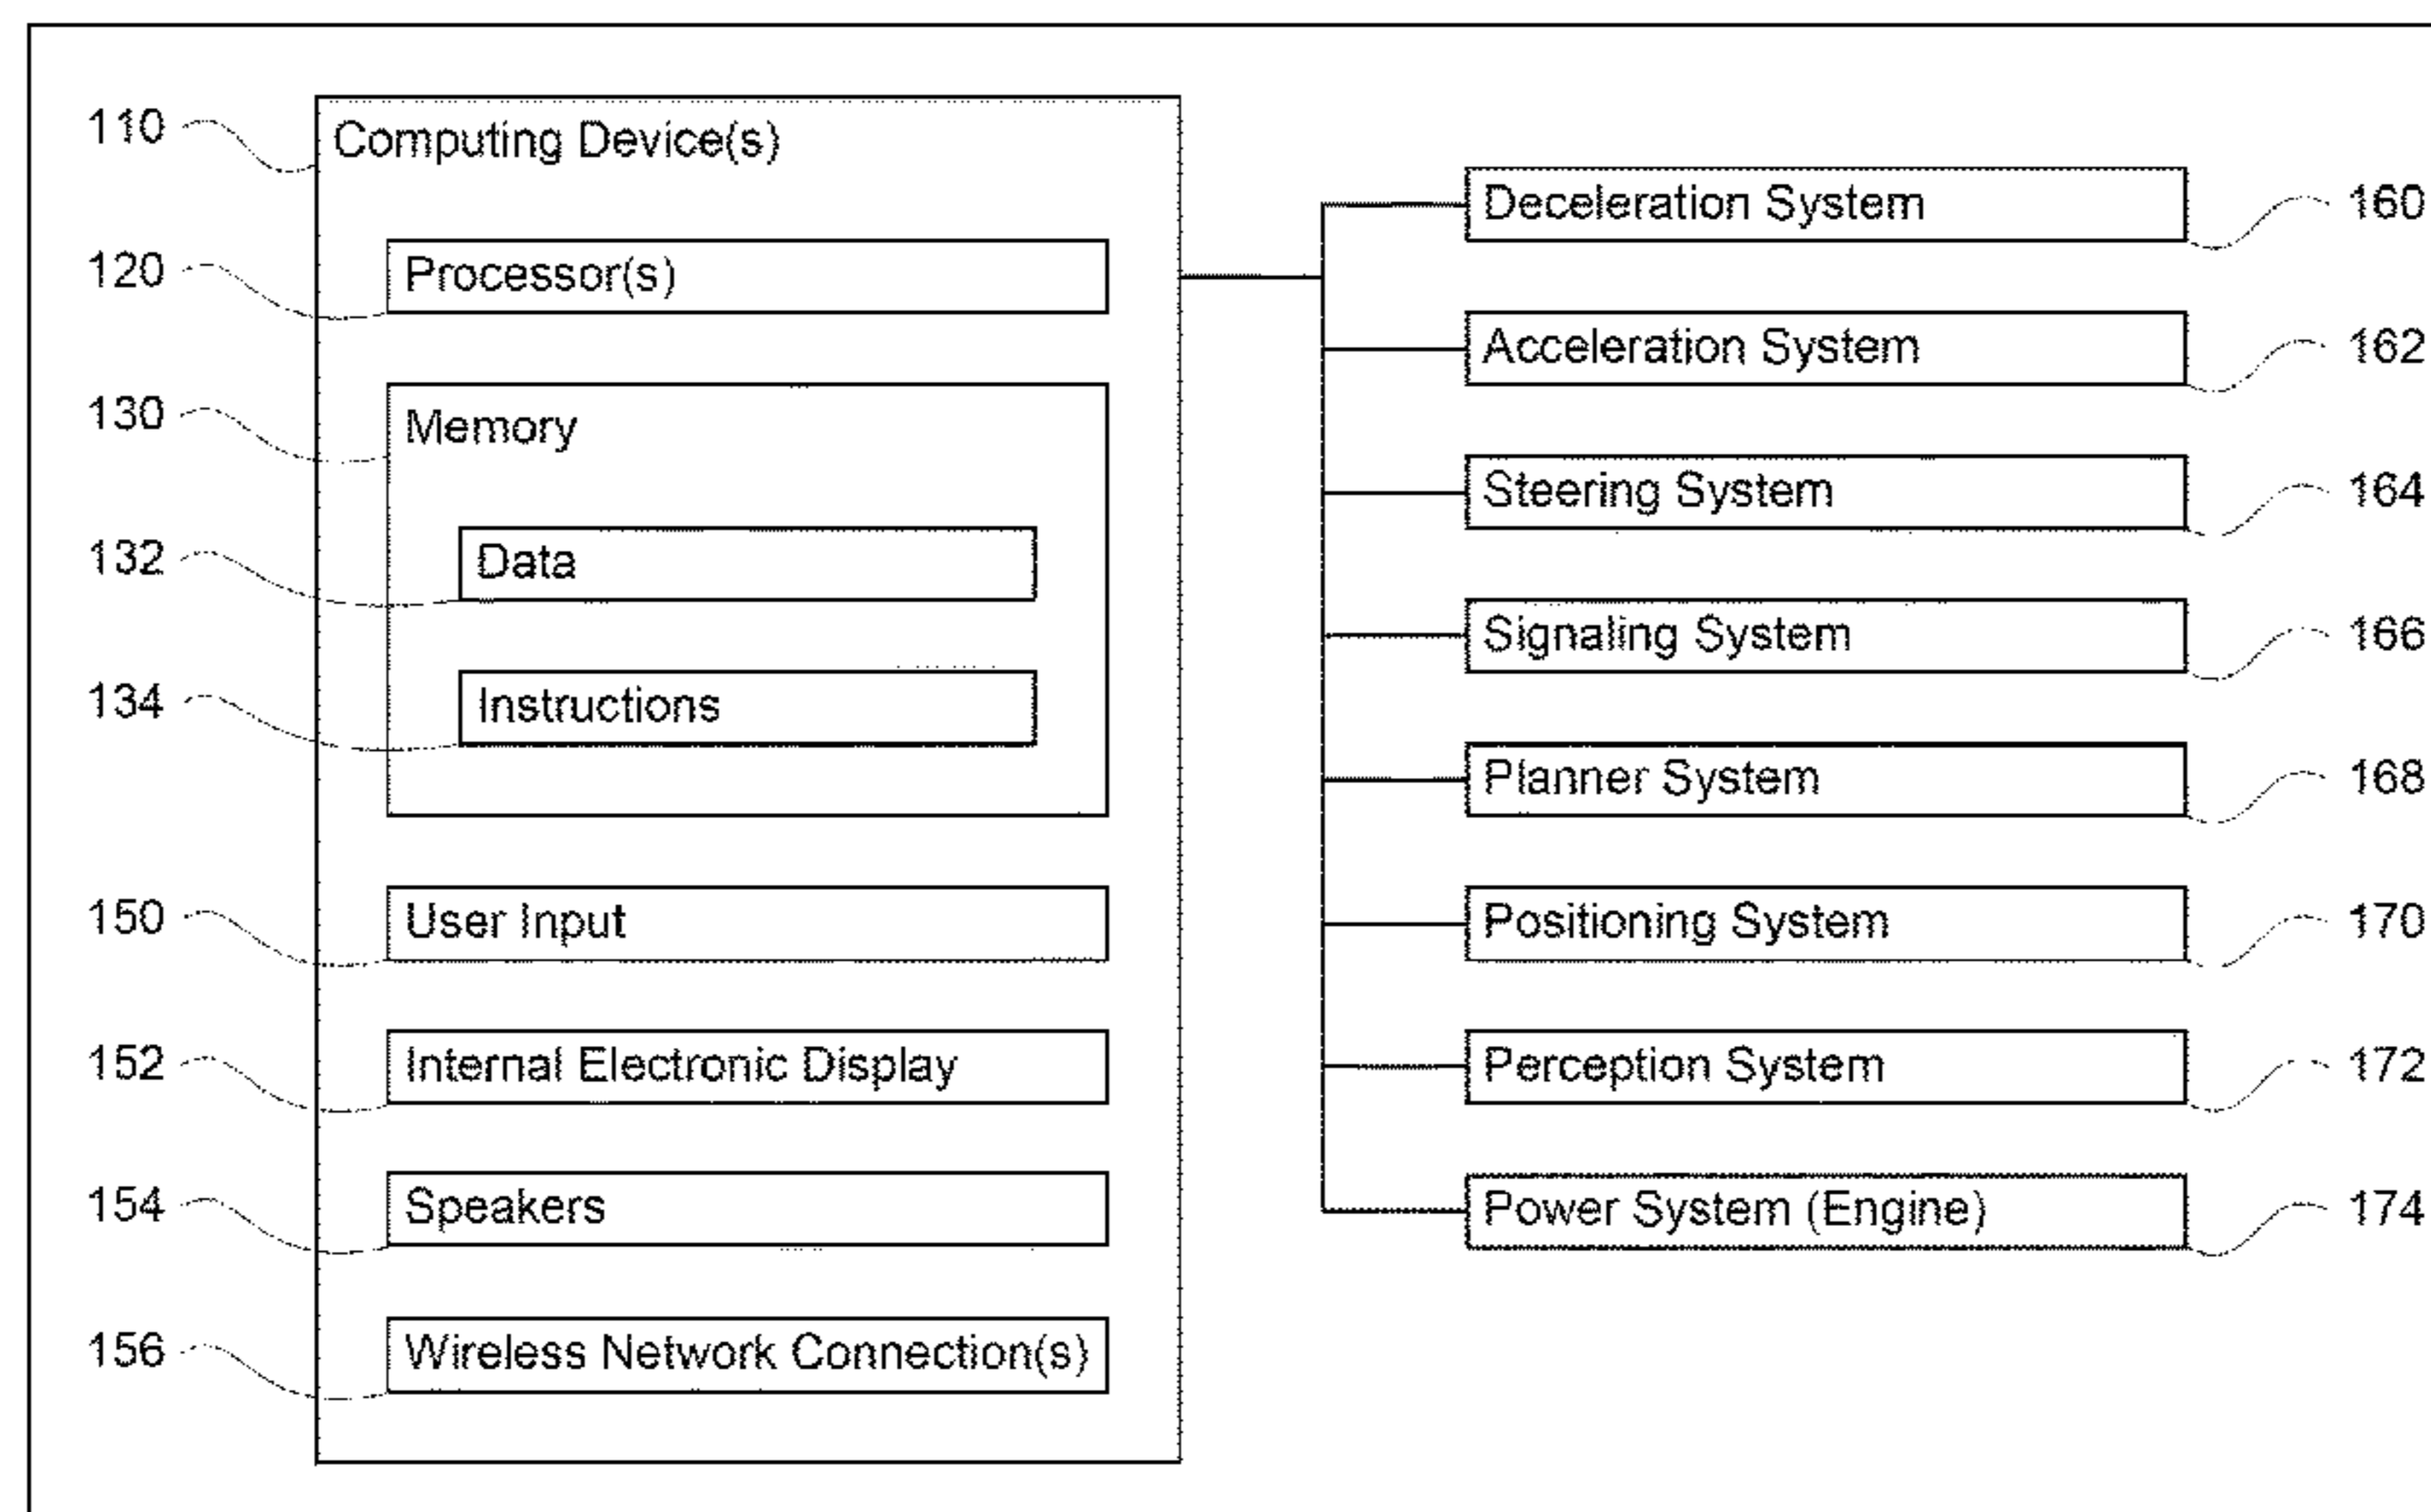 110 Computing Device(s)
120 Processor(s)
130 Memory
132 Data
134 Instructions
150 User Input
152 Internal Electronic Display
154 Speakers
156 Wireless Network Connection(s)
Deceleration System 160
Acceleration System 162
Steering System 164
Signaling System 166
Planner System 168
Positioning System 170
Perception System 172
Power System (Engine) 174